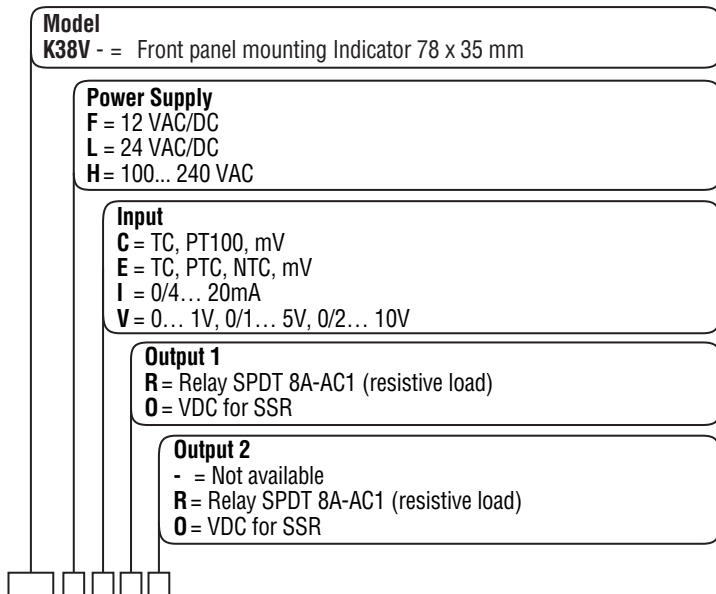 Model
K38V - = Front panel mounting Indicator 78 x 35 mm
Power Supply
F = 12 VAC/DC
L = 24 VAC/DC
H = 100... 240 VAC
Input
C = TC, PT100, mV
E = TC, PTC, NTC, mV
I = 0/4… 20mA
V = 0… 1V, 0/1… 5V, 0/2… 10V
Output 1
R = Relay SPDT 8A-AC1 (resistive load)
O = VDC for SSR
Output 2
- = Not available
R = Relay SPDT 8A-AC1 (resistive load)
O = VDC for SSR